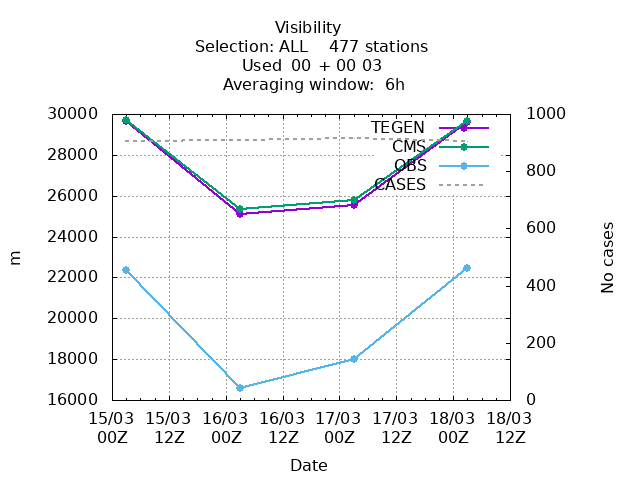 Visibility
Selection: ALL    477 stations
Used  00 + 00 03
Averaging window:  6h
30000
28000
26000
24000
22000
20000
18000
16000
m
1000
800
600
400
200
0
No cases
TEGEN
CMS
OBS
CASES
15/03 15/03 16/03 16/03 17/03 17/03 18/03 18/03
00Z 12Z 00Z 12Z 00Z 12Z 00Z 12Z
Date